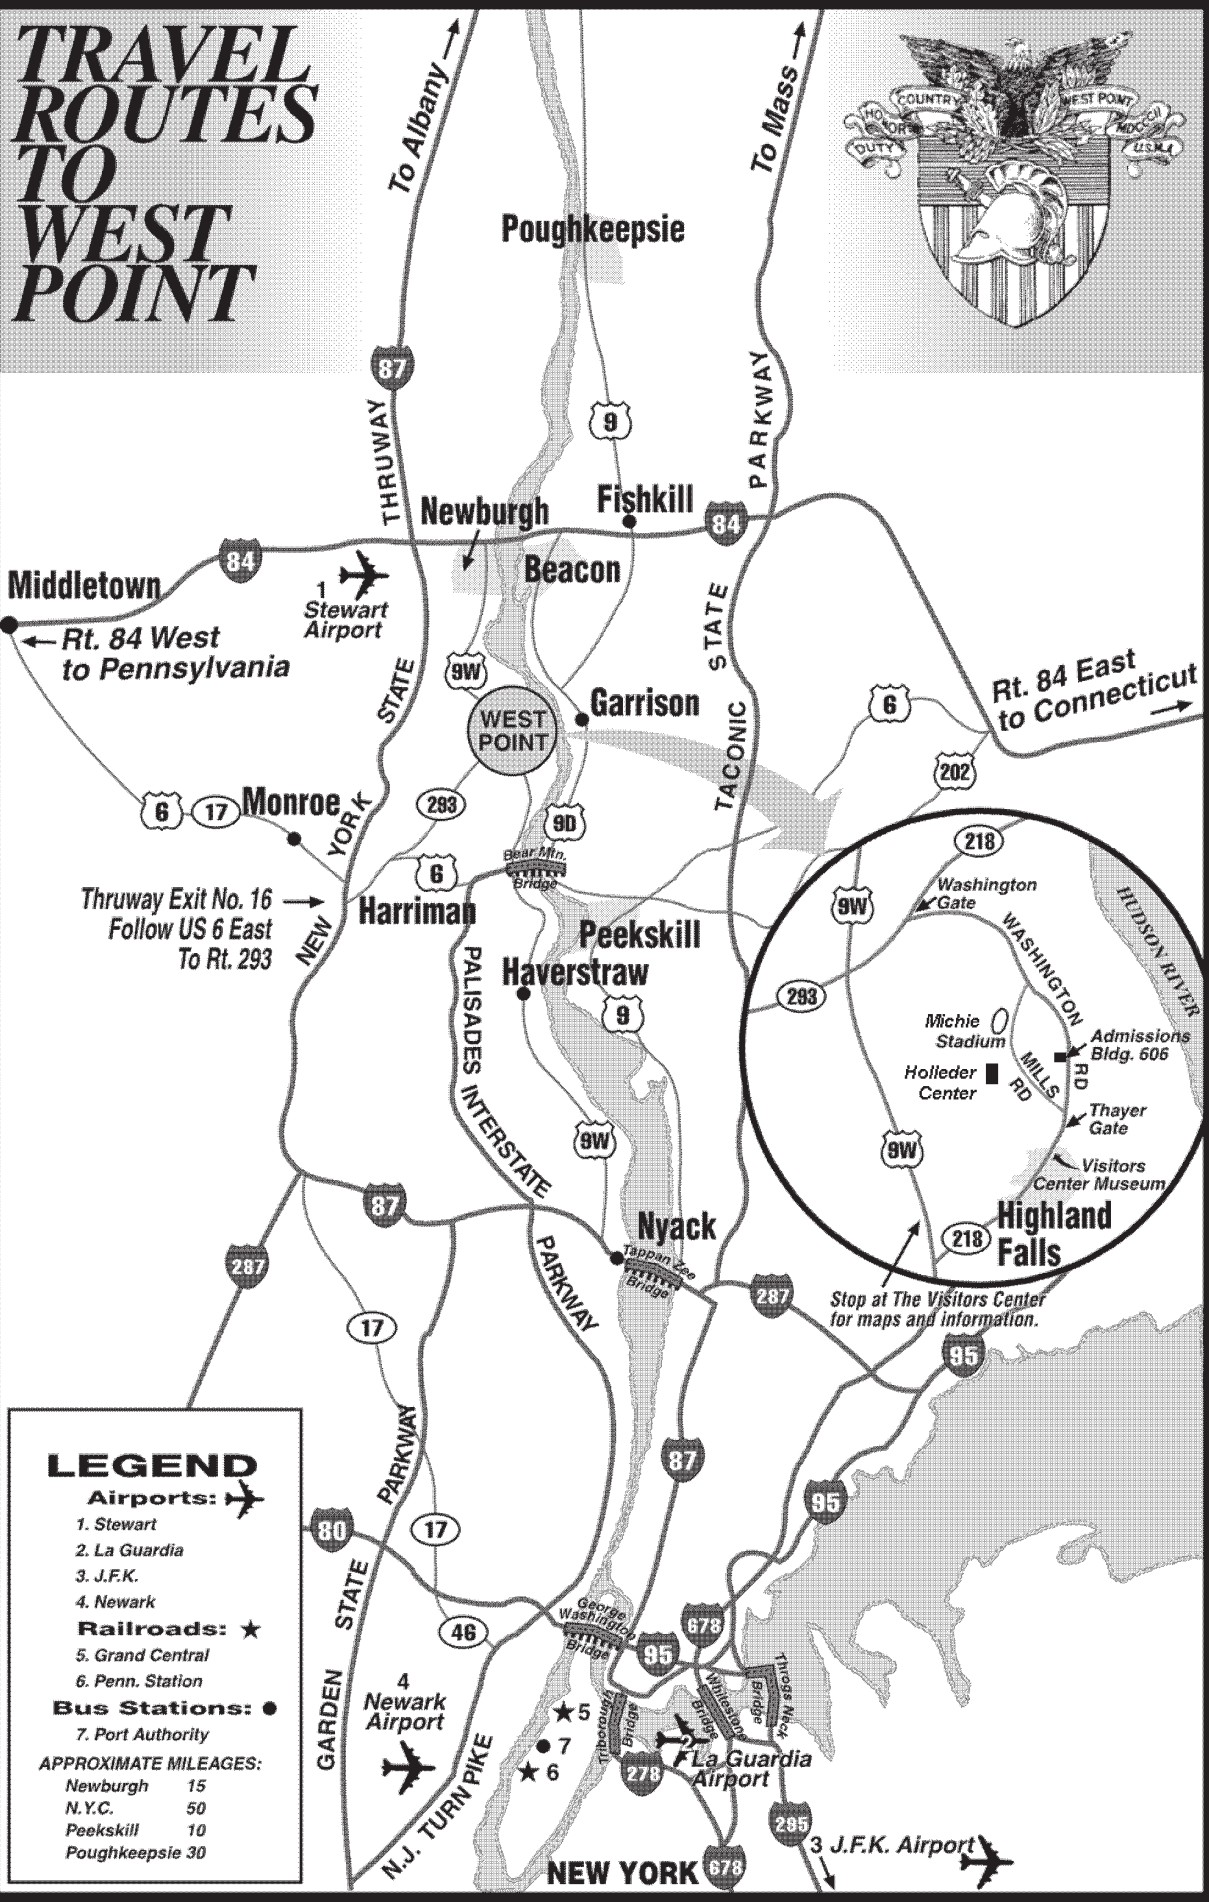 TRAVEL
ROUTES
TO
WEST
POINT
To Albany
To Mass
DUTY
HONOR
COUNTRY
WEST POINT
MDCCCII
U.S.M.A
Poughkeepsie
87
9
THRUWAY
PARKWAY
Newburgh
Fishkill
84
84
Beacon
Middletown
1
Stewart
Airport
Rt. 84 West
to Pennsylvania
STATE
STATE
9W
WEST
POINT
Garrison
Rt. 84 East
to Connecticut
6
202
TACONIC
6
17
Monroe
YORK
293
9D
Bear Mtn.
Bridge
6
Thruway Exit No. 16
Follow US 6 East
To Rt. 293
Harriman
NEW
Peekskill
Haverstraw
9
PALISADES
INTERSTATE
PARKWAY
9W
218
Washington
Gate
9W
WASHINGTON
RD
HUDSON RIVER
293
Michie
Stadium
Admissions
Bldg. 606
Holleder
Center
MILLS
RD
Thayer
Gate
9W
Visitors
Center Museum
Highland
Falls
218
Stop at The Visitors Center
for maps and information.
87
287
Nyack
Tappan Zee
Bridge
287
17
95
PARKWAY
87
95
80
17
STATE
GARDEN
46
George
Washington
Bridge
95
678
4
Newark
Airport
5
7
6
Triborough
Bridge
Whitestone
Bridge
Throgs Neck
Bridge
2
La Guardia
Airport
278
N.J. TURNPIKE
295
3 J.F.K. Airport
NEW YORK
678
LEGEND
Airports:
1. Stewart
2. La Guardia
3. J.F.K.
4. Newark
Railroads:
5. Grand Central
6. Penn. Station
Bus Stations:
7. Port Authority
APPROXIMATE MILEAGES:
Newburgh 15
N.Y.C. 50
Peekskill 10
Poughkeepsie 30